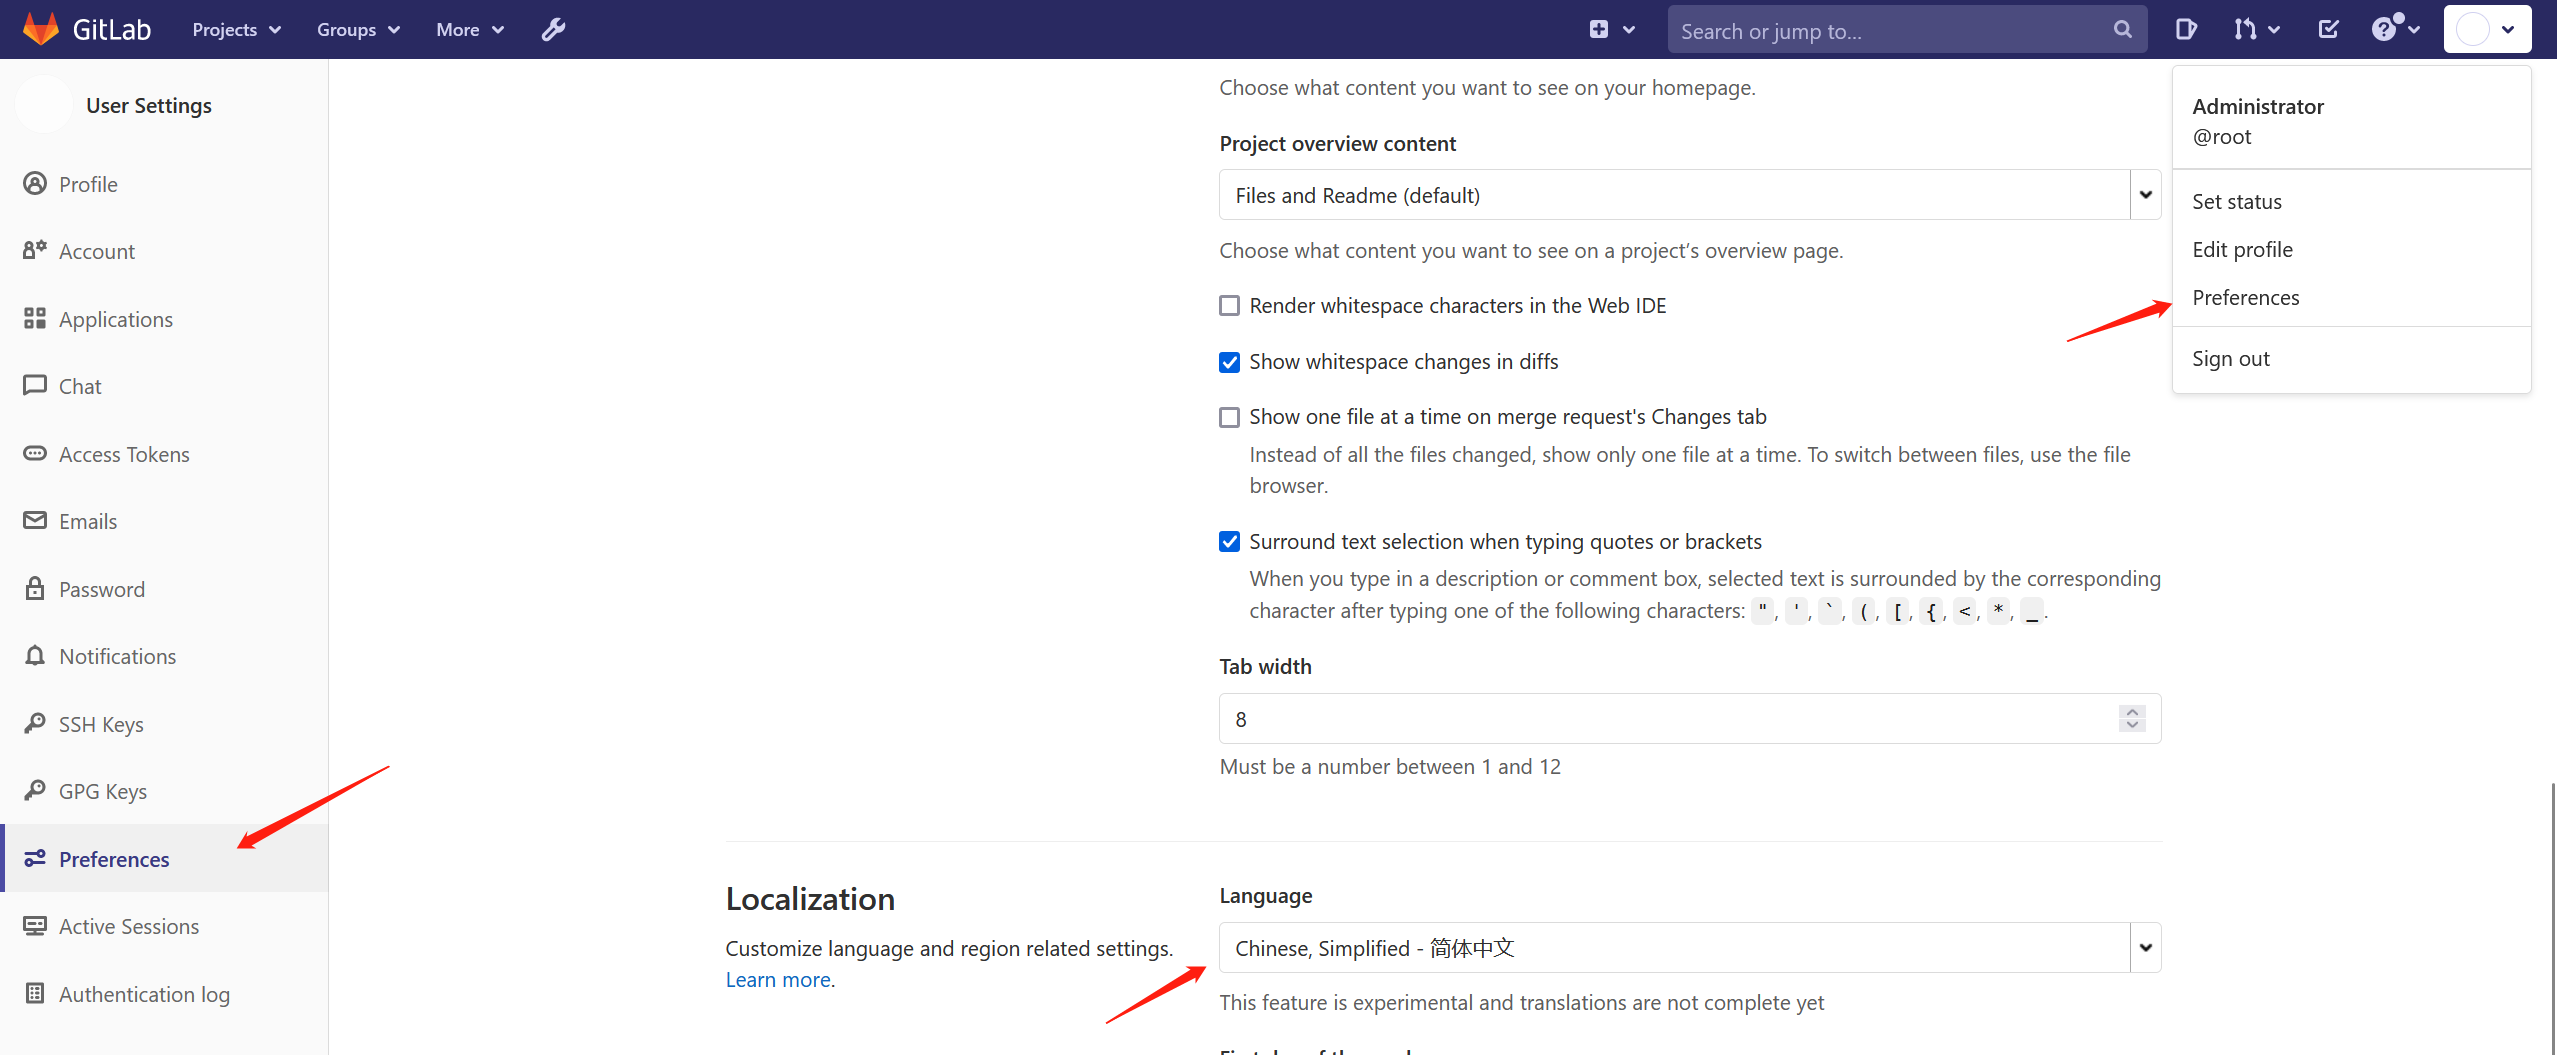 GitLab
Projects
Groups
More
Search or jump to...
User Settings
Profile
Account
Applications
Chat
Access Tokens
Emails
Password
Notifications
SSH Keys
GPG Keys
Preferences
Active Sessions
Authentication log
Choose what content you want to see on your homepage.
Project overview content
Files and Readme (default)
Choose what content you want to see on a project’s overview page.
Render whitespace characters in the Web IDE
Show whitespace changes in diffs
Show one file at a time on merge request's Changes tab
Instead of all the files changed, show only one file at a time. To switch between files, use the file
browser.
Surround text selection when typing quotes or brackets
When you type in a description or comment box, selected text is surrounded by the corresponding
character after typing one of the following characters: ", ', `, (, [, {, <, *, _.
Tab width
8
Must be a number between 1 and 12
Localization
Customize language and region related settings.
Learn more.
Language
Chinese, Simplified - 简体中文
This feature is experimental and translations are not complete yet
Administrator
@root
Set status
Edit profile
Preferences
Sign out